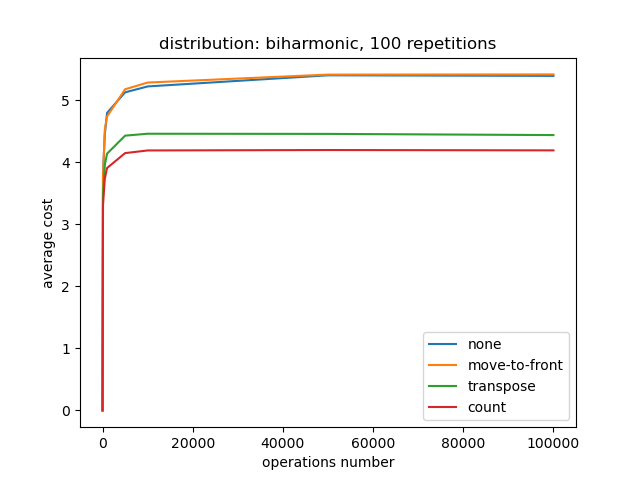 distribution: biharmonic, 100 repetitions
average cost
5
4
3
2
1
0
none
move-to-front
transpose
count
0 20000 40000 60000 80000 100000
operations number